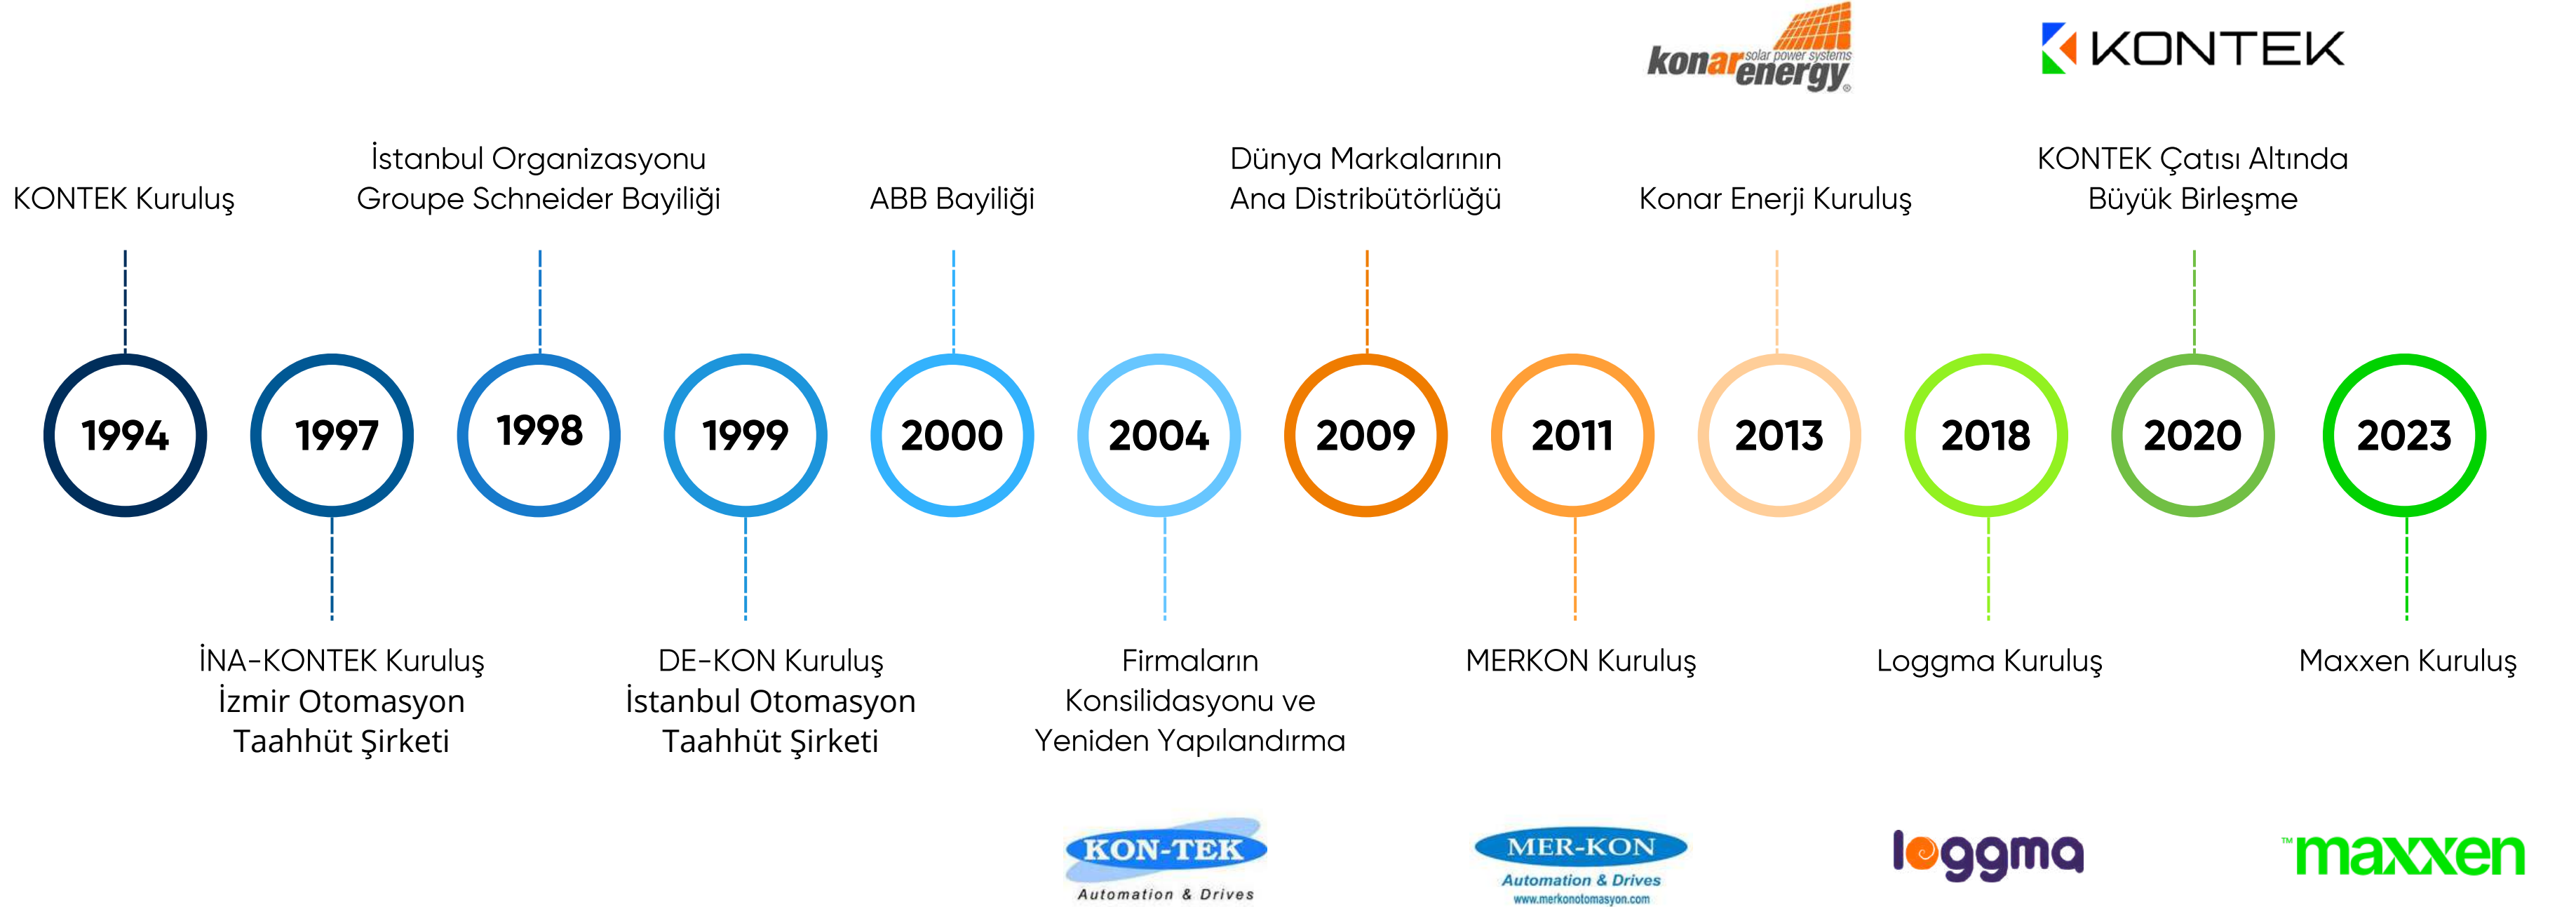 konar
solar power systems
energy®
KONTEK
KONTEK Kuruluş
İstanbul Organizasyonu
Groupe Schneider Bayiliği
ABB Bayiliği
Dünya Markalarının
Ana Distribütörlüğü
Konar Enerji Kuruluş
KONTEK Çatısı Altında
Büyük Birleşme
1994
1997
1998
1999
2000
2004
2009
2011
2013
2018
2020
2023
İNA-KONTEK Kuruluş
İzmir Otomasyon
Taahhüt Şirketi
DE-KON Kuruluş
İstanbul Otomasyon
Taahhüt Şirketi
Firmaların
Konsilidasyonu ve
Yeniden Yapılandırma
MERKON Kuruluş
Loggma Kuruluş
Maxxen Kuruluş
KON-TEK
Automation & Drives
MER-KON
Automation & Drives
www.merkonotomasyon.com
loggma
™maxxen